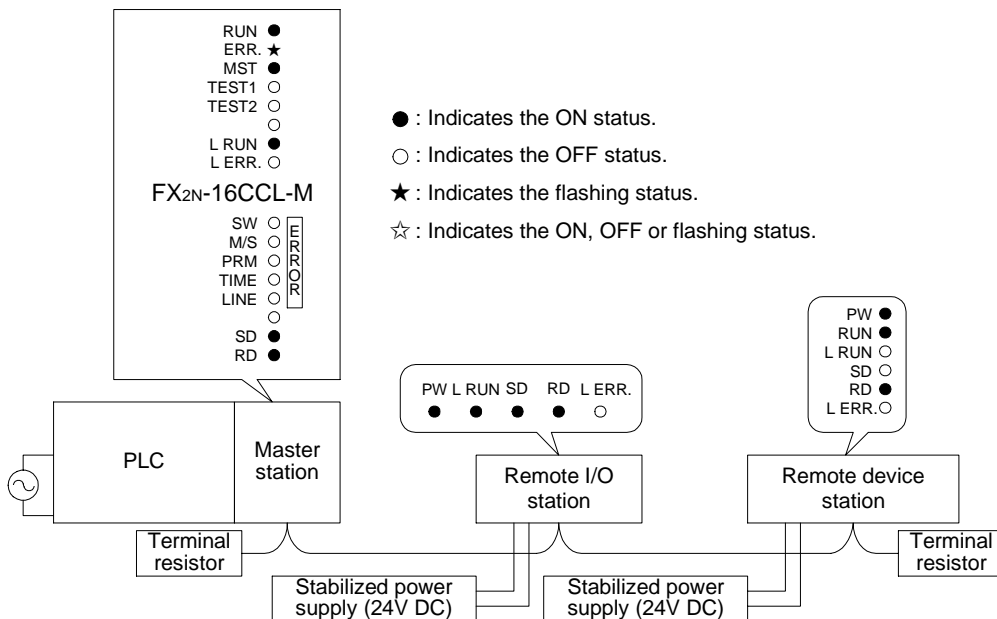 RUN ●
ERR. ★
MST ●
TEST1 ○
TEST2 ○
○
L RUN ●
L ERR. ○
FX2N-16CCL-M
SW ○
M/S ○
PRM ○
TIME ○
LINE ○
ERROR
○
SD ●
RD ●
● : Indicates the ON status.
○ : Indicates the OFF status.
★ : Indicates the flashing status.
☆ : Indicates the ON, OFF or flashing status.
PW ●
RUN ●
L RUN ○
SD ○
RD ●
L ERR. ○
PW L RUN SD RD L ERR.
● ● ● ● ○
PLC
Master
station
Remote I/O
station
Remote device
station
Terminal
resistor
Terminal
resistor
Stabilized power
supply (24V DC)
Stabilized power
supply (24V DC)